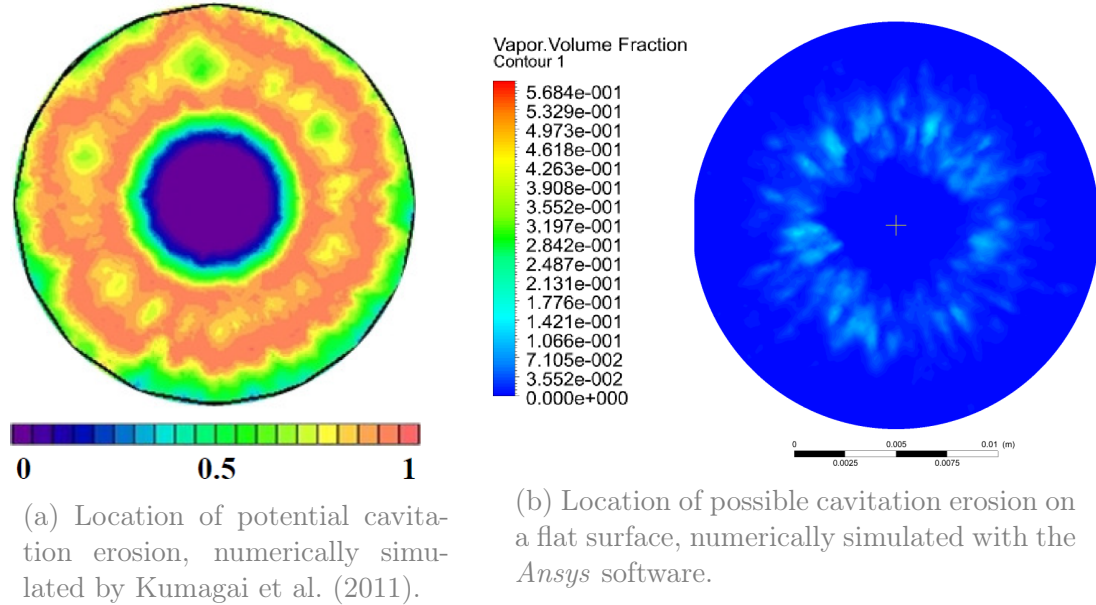 Vapor.Volume Fraction
Contour 1
5.684e-001
5.329e-001
4.973e-001
4.618e-001
4.263e-001
3.908e-001
3.552e-001
3.197e-001
2.842e-001
2.487e-001
2.131e-001
1.776e-001
1.421e-001
1.066e-001
7.105e-002
3.552e-002
0.000e+000
0 0.5 1
0 0.005 0.01 (m)
0.0025 0.0075
(a) Location of potential cavita-
tion erosion, numerically simu-
lated by Kumagai et al. (2011).
(b) Location of possible cavitation erosion on
a flat surface, numerically simulated with the
Ansys software.